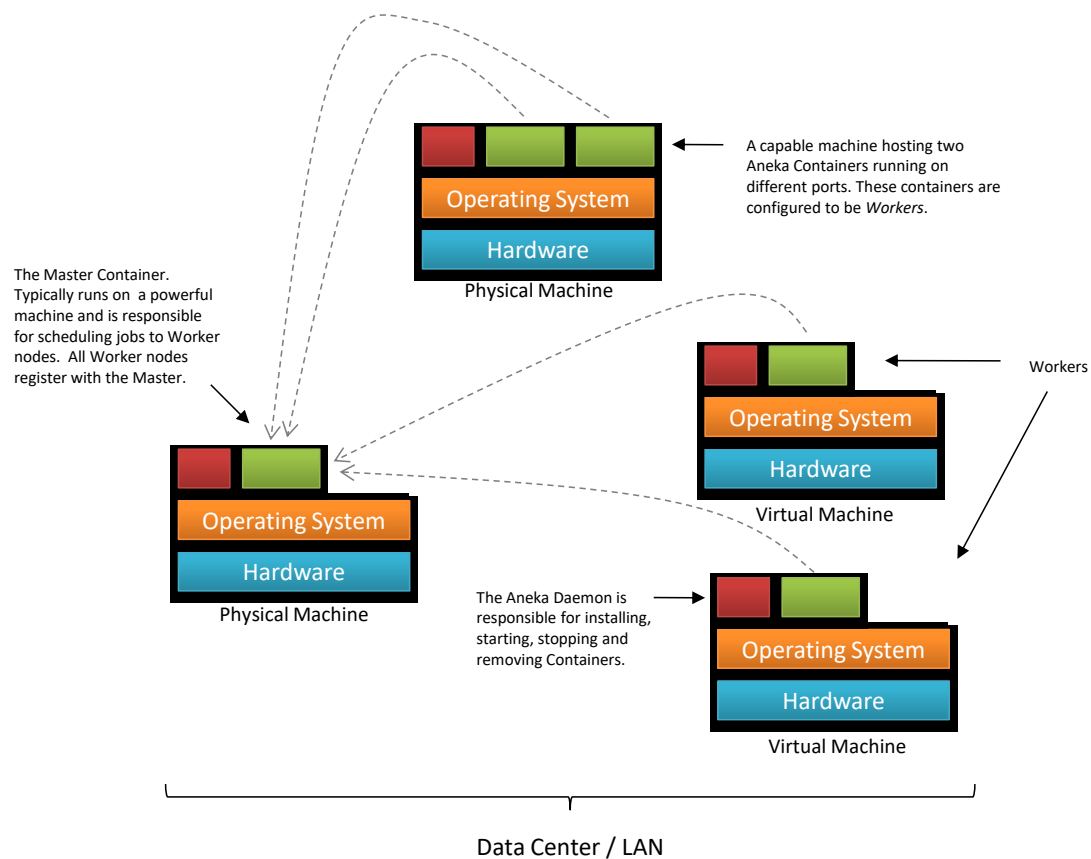 A capable machine hosting two
Aneka Containers running on
different ports. These containers are
configured to be Workers.
Operating System
Hardware
Physical Machine
The Master Container.
Typically runs on a powerful
machine and is responsible
for scheduling jobs to Worker
nodes. All Worker nodes
register with the Master.
Workers
Operating System
Hardware
Virtual Machine
Operating System
Hardware
Physical Machine
The Aneka Daemon is
responsible for installing,
starting, stopping and
removing Containers.
Operating System
Hardware
Virtual Machine
Data Center / LAN